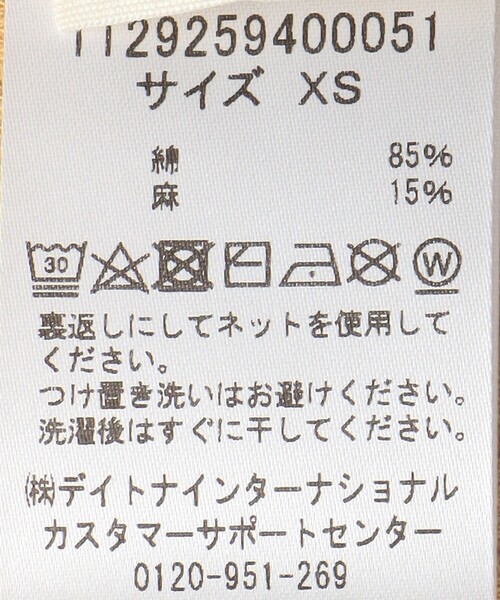 1129259400051
サイズ XS
綿 85%
麻 15%
30 W
裏返しにしてネットを使用して
ください。
つけ置き洗いはお避けください。
洗濯後はすぐに干してください。
㈱デイトナインターナショナル
カスタマーサポートセンター
0120-951-269